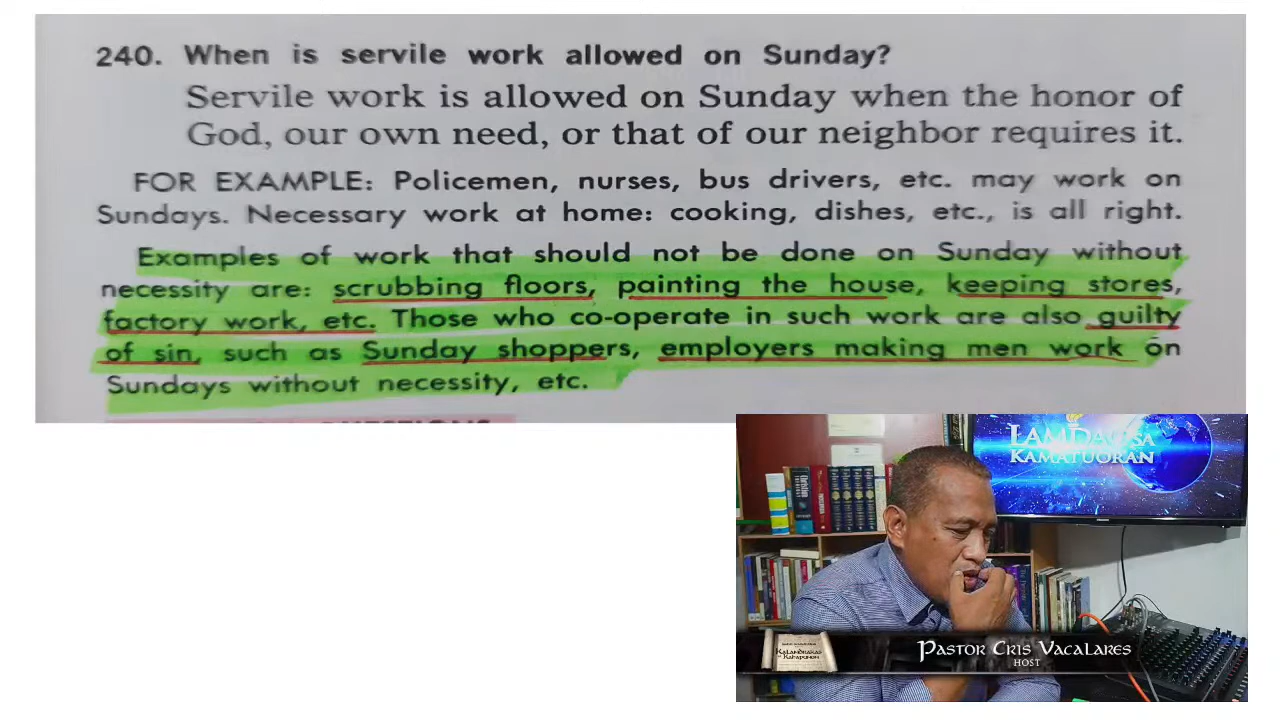 240. When is servile work allowed on Sunday?
Servile work is allowed on Sunday when the honor of
God, our own need, or that of our neighbor requires it.
FOR EXAMPLE: Policemen, nurses, bus drivers, etc. may work on
Sundays. Necessary work at home: cooking, dishes, etc., is all right.
Examples of work that should not be done on Sunday without
necessity are: scrubbing floors, painting the house, keeping stores,
factory work, etc. Those who co-operate in such work are also guilty
of sin, such as Sunday shoppers, employers making men work on
Sundays without necessity, etc.
LAMDAG SA
KAMATUORAN
PASTOR CRIS VACALARES
HOST